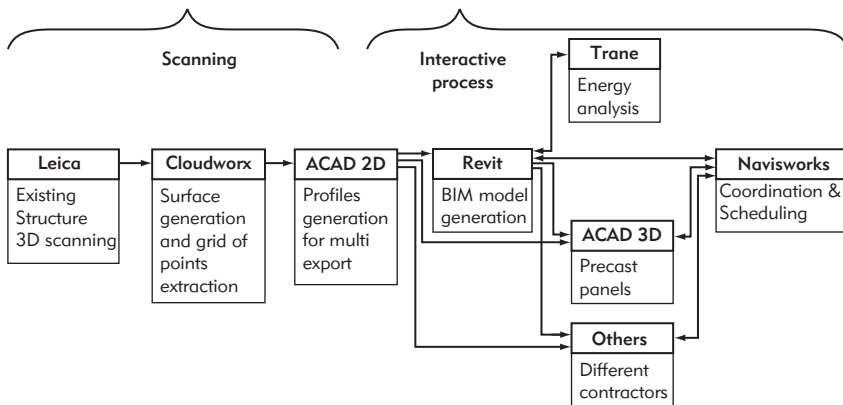 Scanning
Interactive
process
Trane
Energy
analysis
Leica
Existing
Structure
3D scanning
Cloudworx
Surface
generation
and grid of
points
extraction
ACAD 2D
Profiles
generation
for multi
export
Revit
BIM model
generation
Navisworks
Coordination &
Scheduling
ACAD 3D
Precast
panels
Others
Different
contractors